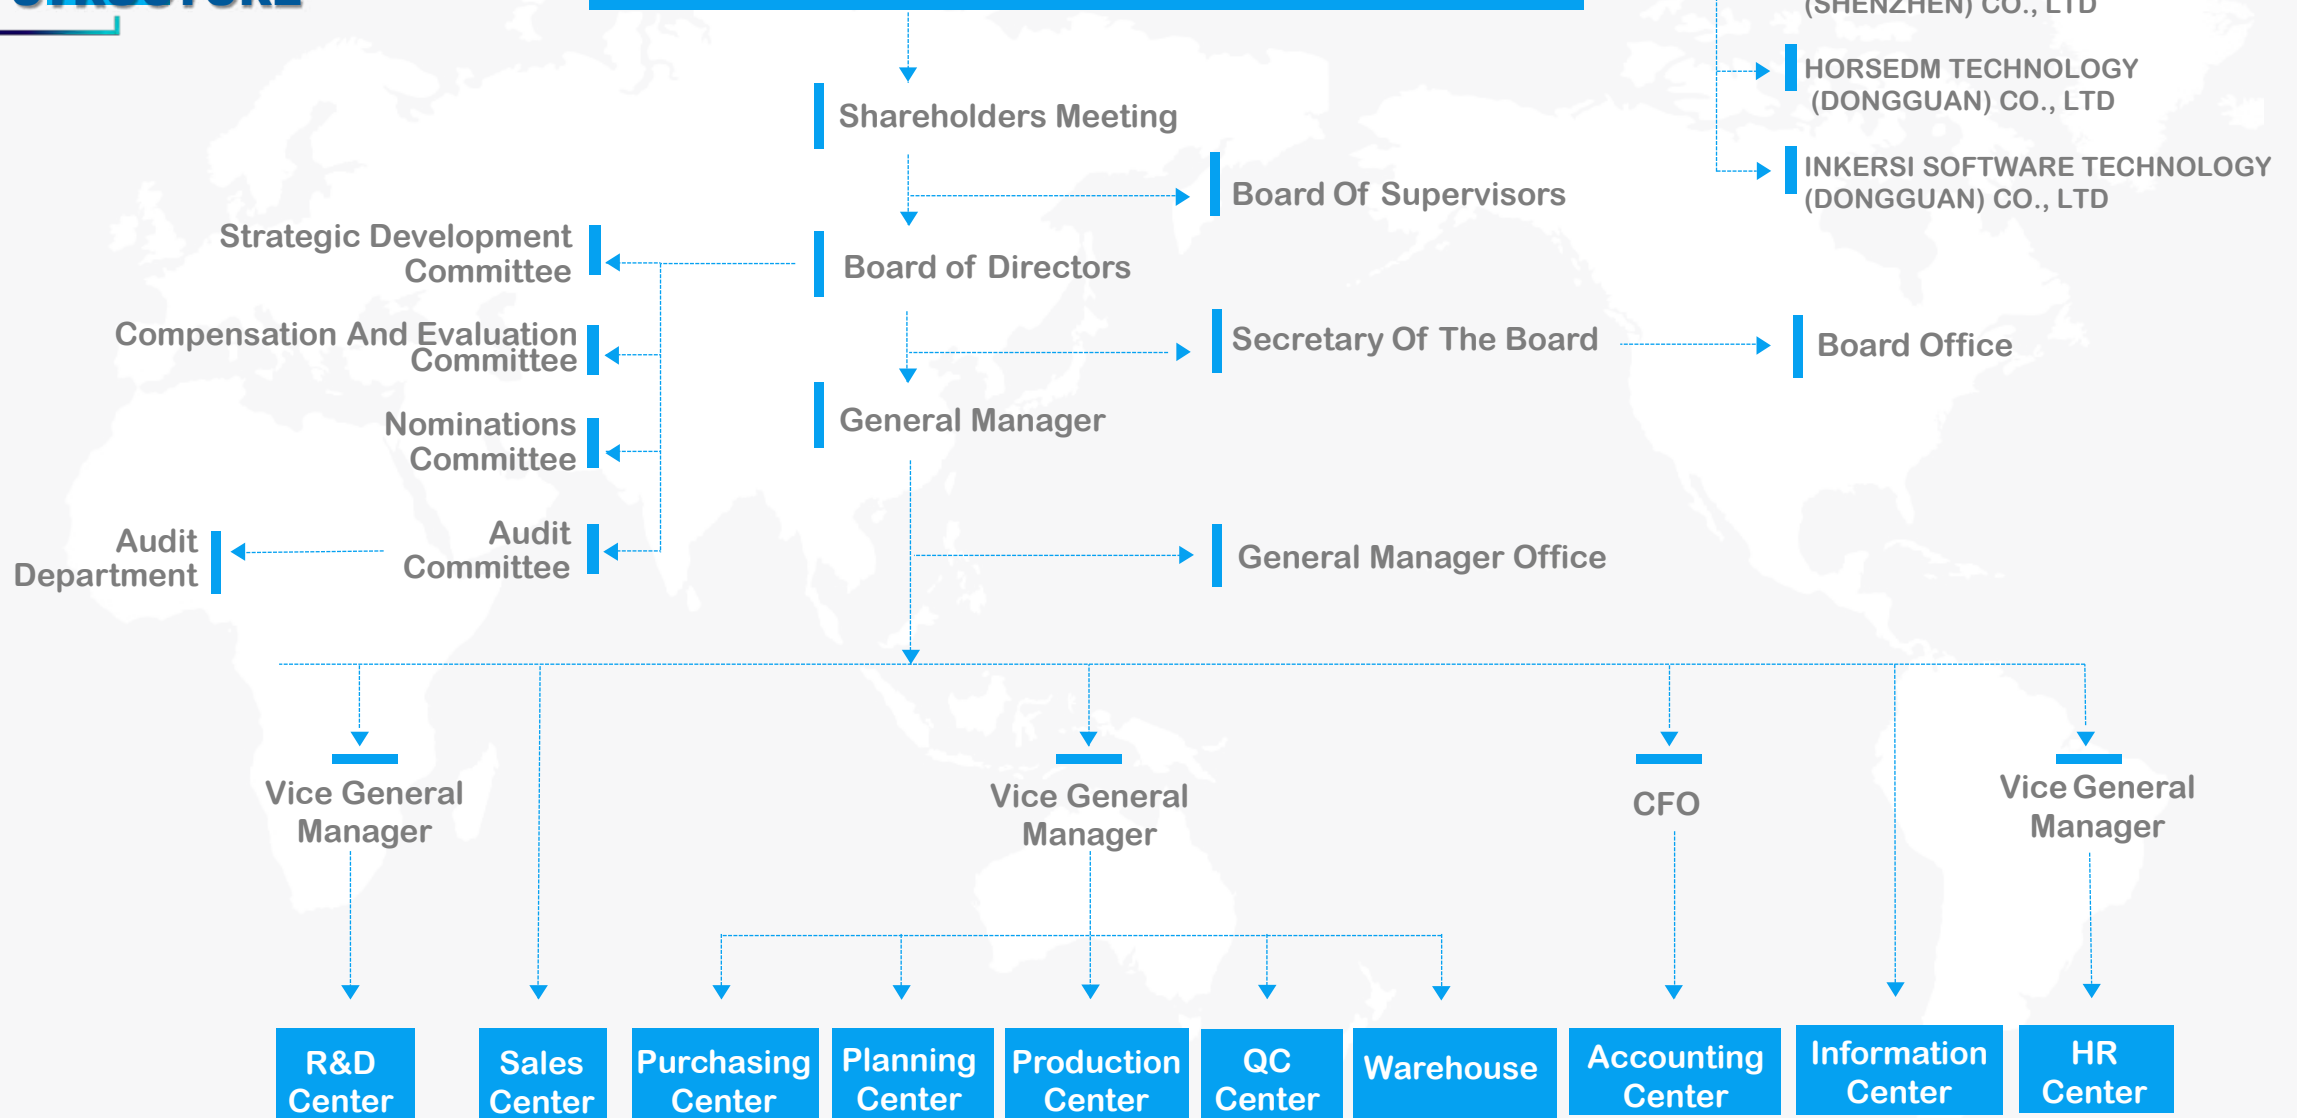 STRUCTURE
(SHENZHEN) CO., LTD
HORSEDM TECHNOLOGY
(DONGGUAN) CO., LTD
Shareholders Meeting
INKERSI SOFTWARE TECHNOLOGY
(DONGGUAN) CO., LTD
Board Of Supervisors
Strategic Development
Committee
Board of Directors
Compensation And Evaluation
Committee
Secretary Of The Board
Board Office
Nominations
Committee
General Manager
Audit
Department
Audit
Committee
General Manager Office
Vice General
Manager
Vice General
Manager
CFO
Vice General
Manager
R&D
Center
Sales
Center
Purchasing
Center
Planning
Center
Production
Center
QC
Center
Warehouse
Accounting
Center
Information
Center
HR
Center